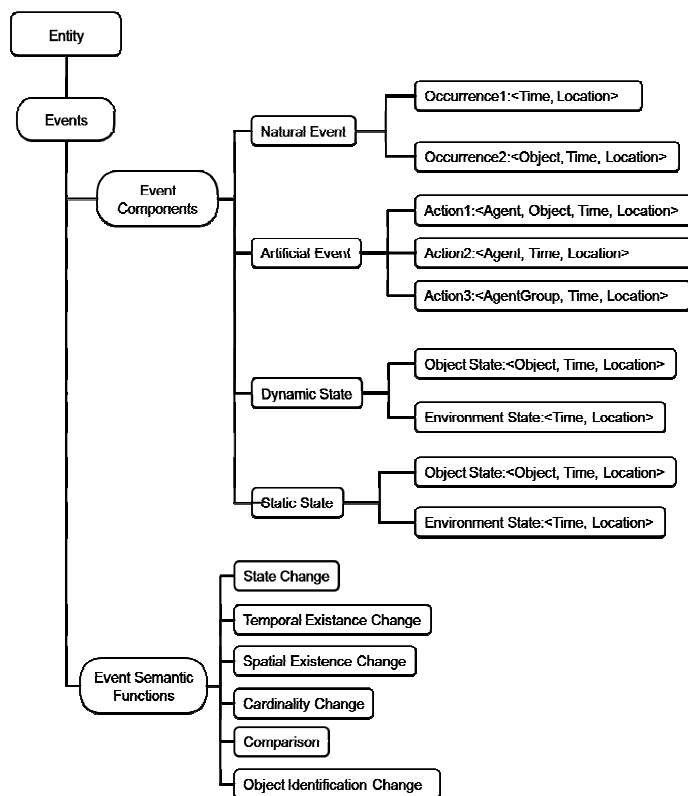 Entity
Events
Event
Components
Natural Event
Occurrence1:<Time, Location>
Occurrence2:<Object, Time, Location>
Artificial Event
Action1:<Agent, Object, Time, Location>
Action2:<Agent, Time, Location>
Action3:<AgentGroup, Time, Location>
Dynamic State
Object State:<Object, Time, Location>
Environment State:<Time, Location>
Static State
Object State:<Object, Time, Location>
Environment State:<Time, Location>
Event Semantic
Functions
State Change
Temporal Existance Change
Spatial Existence Change
Cardinality Change
Comparison
Object Identification Change